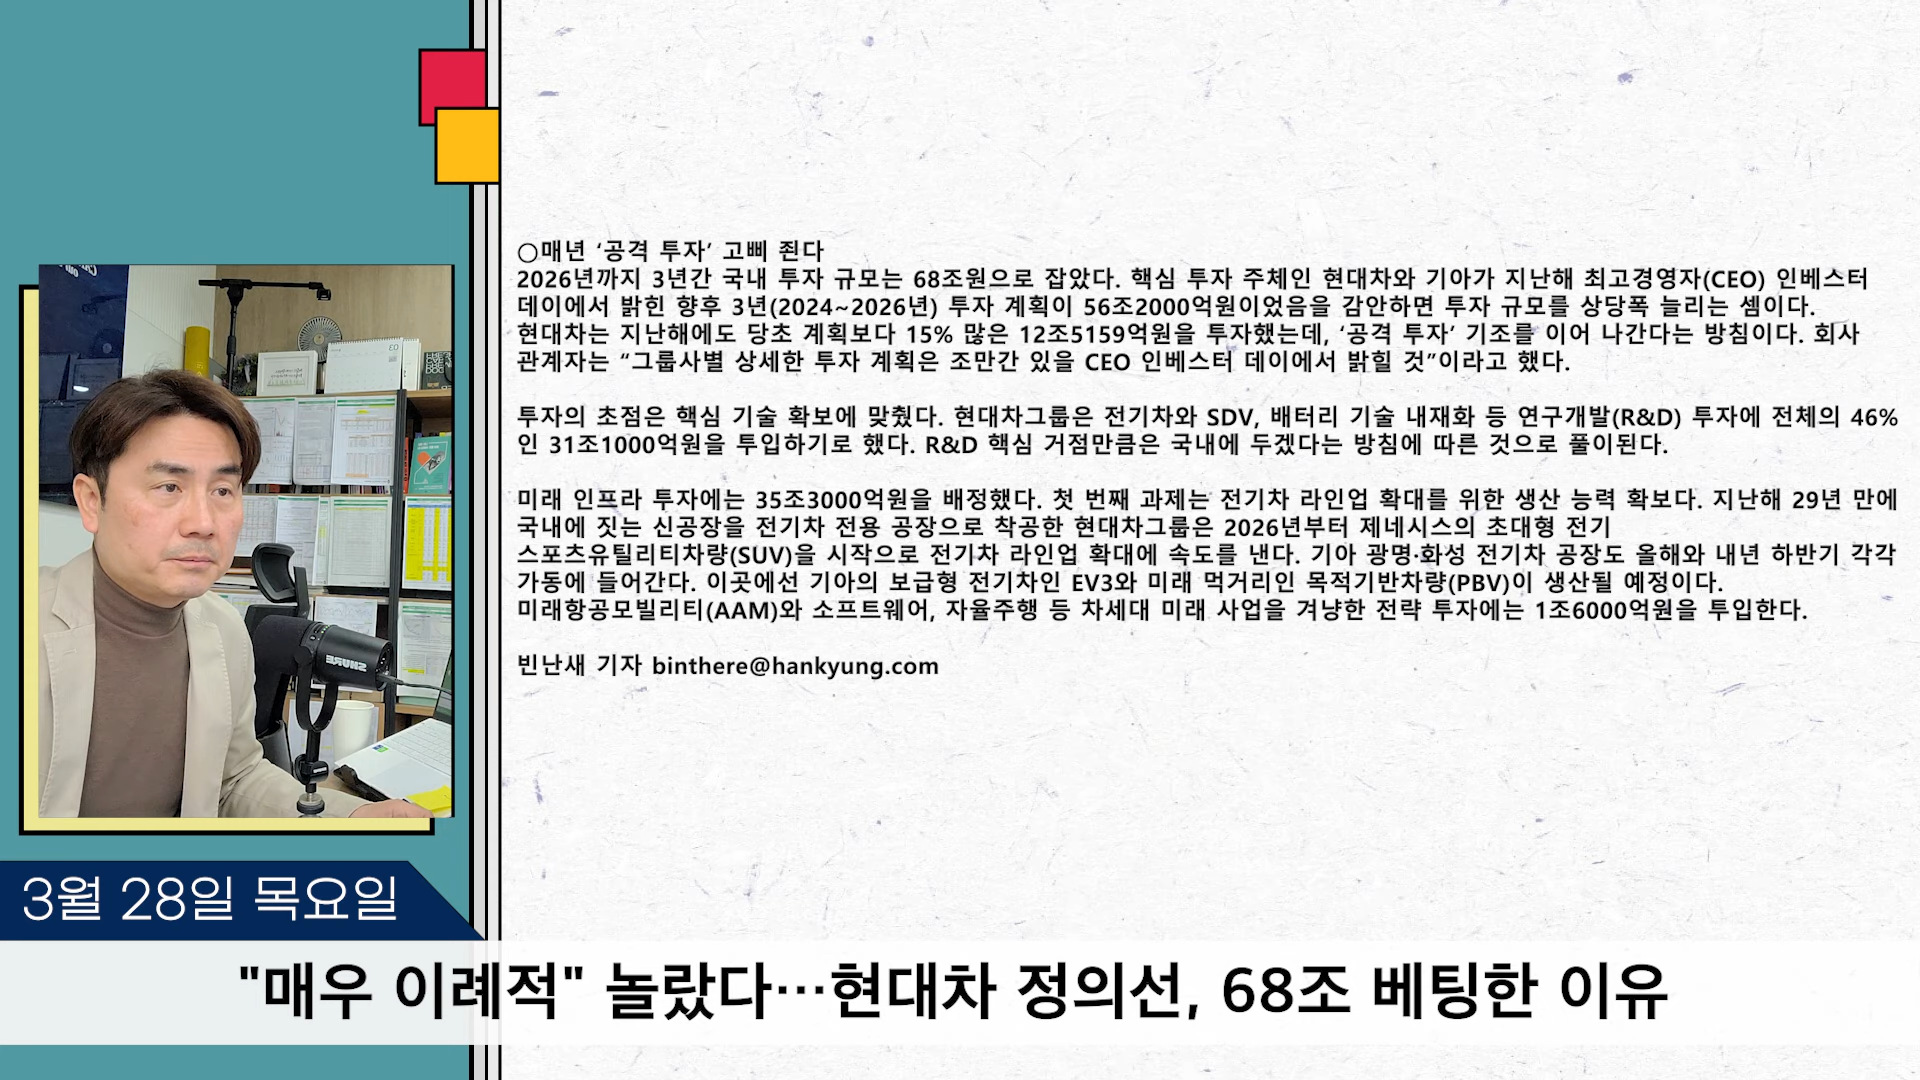 ○매년 ‘공격 투자’ 고삐 죈다
2026년까지 3년간 국내 투자 규모는 68조원으로 잡았다. 핵심 투자 주체인 현대차와 기아가 지난해 최고경영자(CEO) 인베스터
데이에서 밝힌 향후 3년(2024~2026년) 투자 계획이 56조2000억원이었음을 감안하면 투자 규모를 상당폭 늘리는 셈이다.
현대차는 지난해에도 당초 계획보다 15% 많은 12조5159억원을 투자했는데, ‘공격 투자’ 기조를 이어 나간다는 방침이다. 회사
관계자는 “그룹사별 상세한 투자 계획은 조만간 있을 CEO 인베스터 데이에서 밝힐 것”이라고 했다.
투자의 초점은 핵심 기술 확보에 맞췄다. 현대차그룹은 전기차와 SDV, 배터리 기술 내재화 등 연구개발(R&D) 투자에 전체의 46%
인 31조1000억원을 투입하기로 했다. R&D 핵심 거점만큼은 국내에 두겠다는 방침에 따른 것으로 풀이된다.
미래 인프라 투자에는 35조3000억원을 배정했다. 첫 번째 과제는 전기차 라인업 확대를 위한 생산 능력 확보다. 지난해 29년 만에
국내에 짓는 신공장을 전기차 전용 공장으로 착공한 현대차그룹은 2026년부터 제네시스의 초대형 전기
스포츠유틸리티차량(SUV)을 시작으로 전기차 라인업 확대에 속도를 낸다. 기아 광명·화성 전기차 공장도 올해와 내년 하반기 각각
가동에 들어간다. 이곳에선 기아의 보급형 전기차인 EV3와 미래 먹거리인 목적기반차량(PBV)이 생산될 예정이다.
미래항공모빌리티(AAM)와 소프트웨어, 자율주행 등 차세대 미래 사업을 겨냥한 전략 투자에는 1조6000억원을 투입한다.
빈난새 기자 binthere@hankyung.com
SHURE
3월 28일 목요일
"매우 이례적" 놀랐다…현대차 정의선, 68조 베팅한 이유